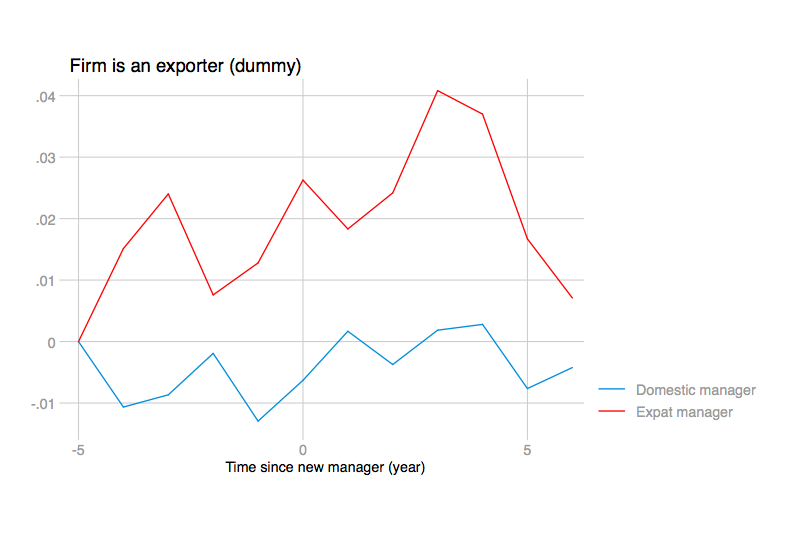 Firm is an exporter (dummy)
.04
.03
.02
.01
0
-.01
-5 0 5
Time since new manager (year)
Domestic manager
Expat manager